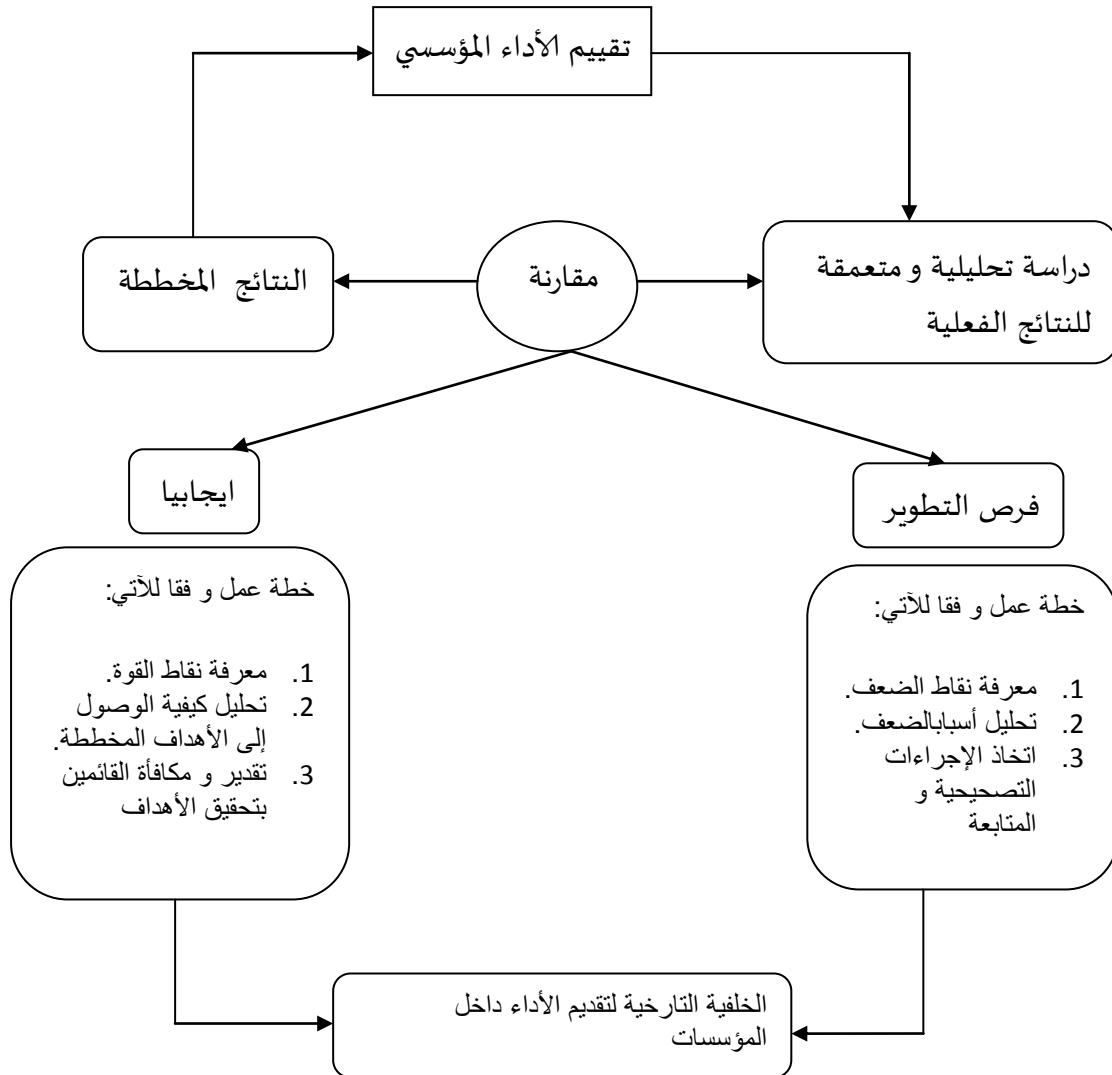 تقييم الأداء المؤسسي
دراسة تحليلية و متعمقة
للنتائج الفعلية
مقارنة
النتائج المخططة
فرص التطوير
ايجابيا
خطة عمل و فقا للآتي:
1. معرفة نقاط الضعف.
2. تحليل أسبابالضعف.
3. اتخاذ الإجراءات
التصحيحية و
المتابعة
خطة عمل و فقا للآتي:
1. معرفة نقاط القوة.
2. تحليل كيفية الوصول
إلى الأهداف المخططة.
3. تقدير و مكافأة القائمين
بتحقيق الأهداف
الخلفية التارخية لتقديم الأداء داخل
المؤسسات